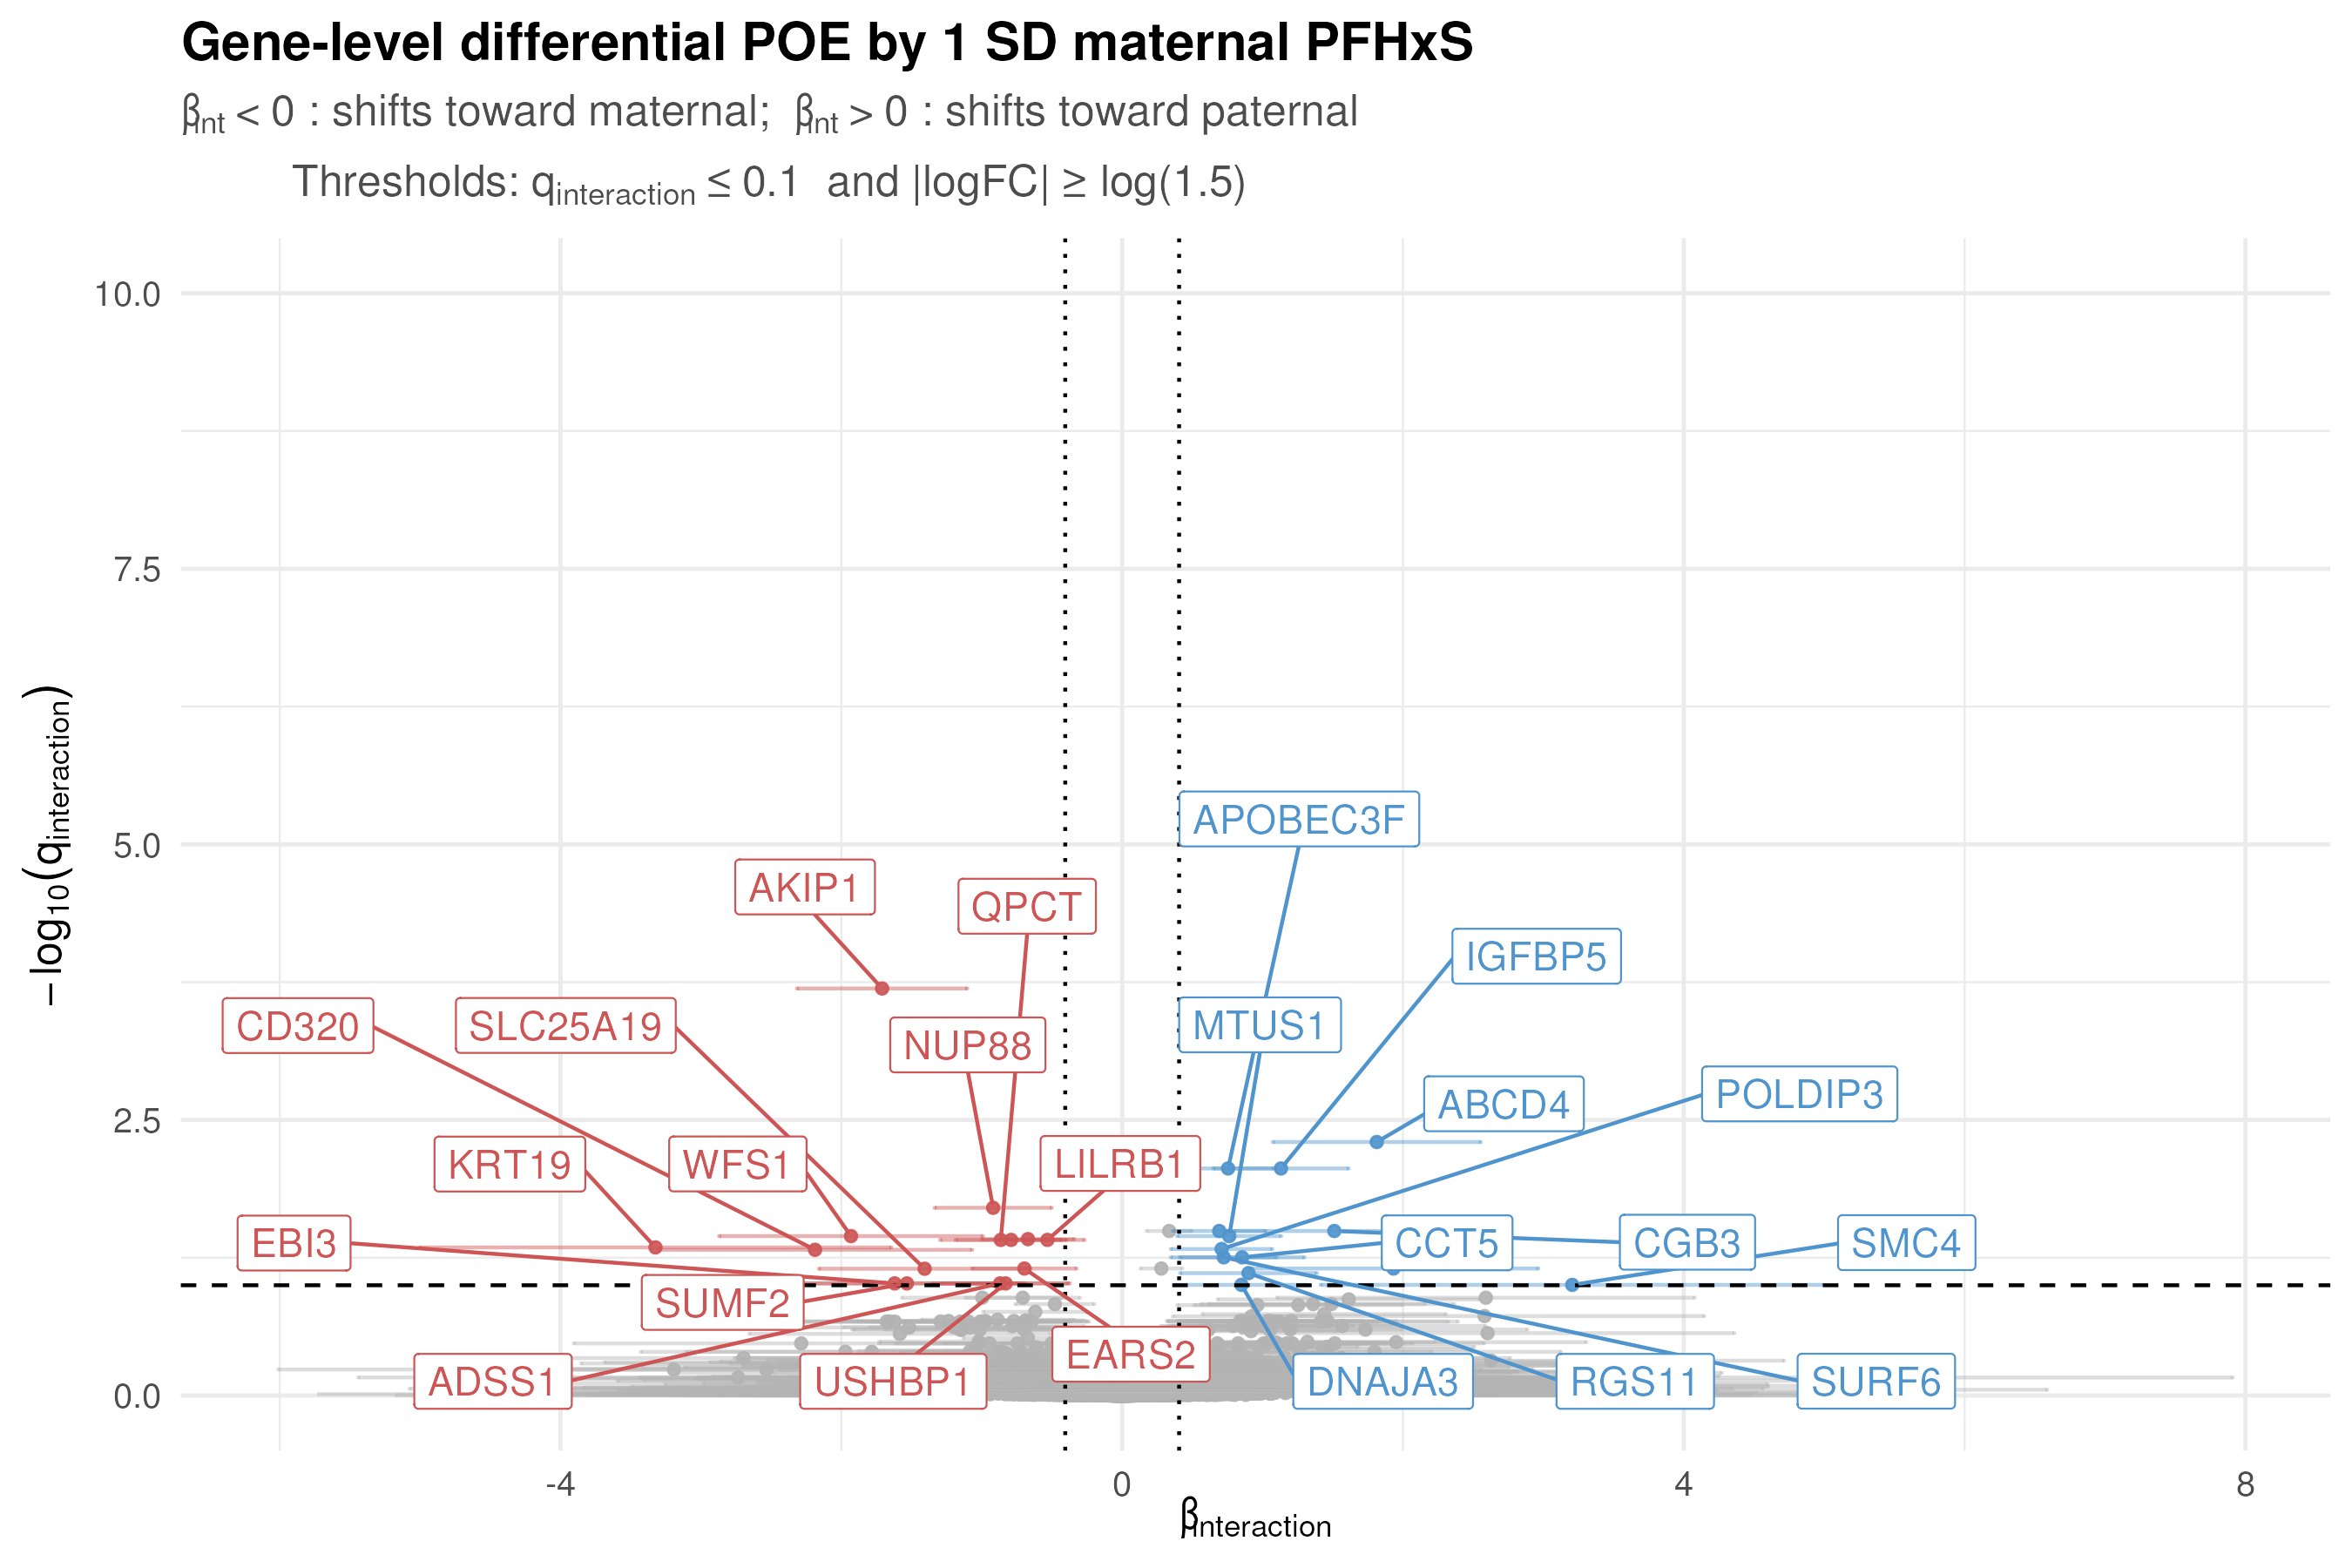 Gene-level differential POE by 1 SD maternal PFHxS
βint < 0 : shifts toward maternal; βint > 0 : shifts toward paternal
Thresholds: qinteraction ≤ 0.1 and |logFC| ≥ log(1.5)
10.0
7.5
5.0
2.5
0.0
−log10(qinteraction)
APOBEC3F
AKIP1
QPCT
IGFBP5
CD320
SLC25A19
NUP88
MTUS1
ABCD4
POLDIP3
KRT19
WFS1
LILRB1
EBI3
CCT5
CGB3
SMC4
SUMF2
EARS2
ADSS1
USHBP1
DNAJA3
RGS11
SURF6
-4
0
4
8
βinteraction